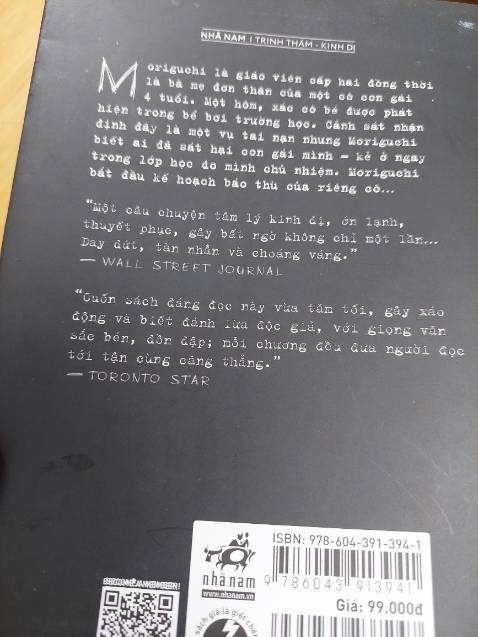 NHÃ NAM | TRINH THÁM - KINH DỊ
Moriguchi là giáo viên cấp hai đồng thời
là bà mẹ đơn thân của một cô con gái
4 tuổi. Một hôm, xác cô bé được phát
hiện trong bể bơi trường học. Cảnh sát nhận
định đây là một vụ tai nạn nhưng Moriguchi
biết ai đã sát hại con gái mình – kẻ ở ngay
trong lớp học do mình chủ nhiệm. Moriguchi
bắt đầu kế hoạch báo thù của riêng cô...
“Một câu chuyện tâm lý kinh dị, ớn lạnh,
thuyết phục, gây bất ngờ không chỉ một lần...
Day dứt, tàn nhẫn và choáng váng.”
— WALL STREET JOURNAL
“Cuốn sách đáng đọc này vừa tăm tối, gây xáo
động và biết đánh lừa độc giả, với giọng văn
sắc bén, dồn dập; mỗi chương đều đưa người đọc
tới tận cùng căng thẳng.”
— TORONTO STAR
ISBN: 978-604-391-394-1
nhã nam
www.nhanam.vn
9 786043 913941
Giá: 99.000đ
sách giả là giết chết